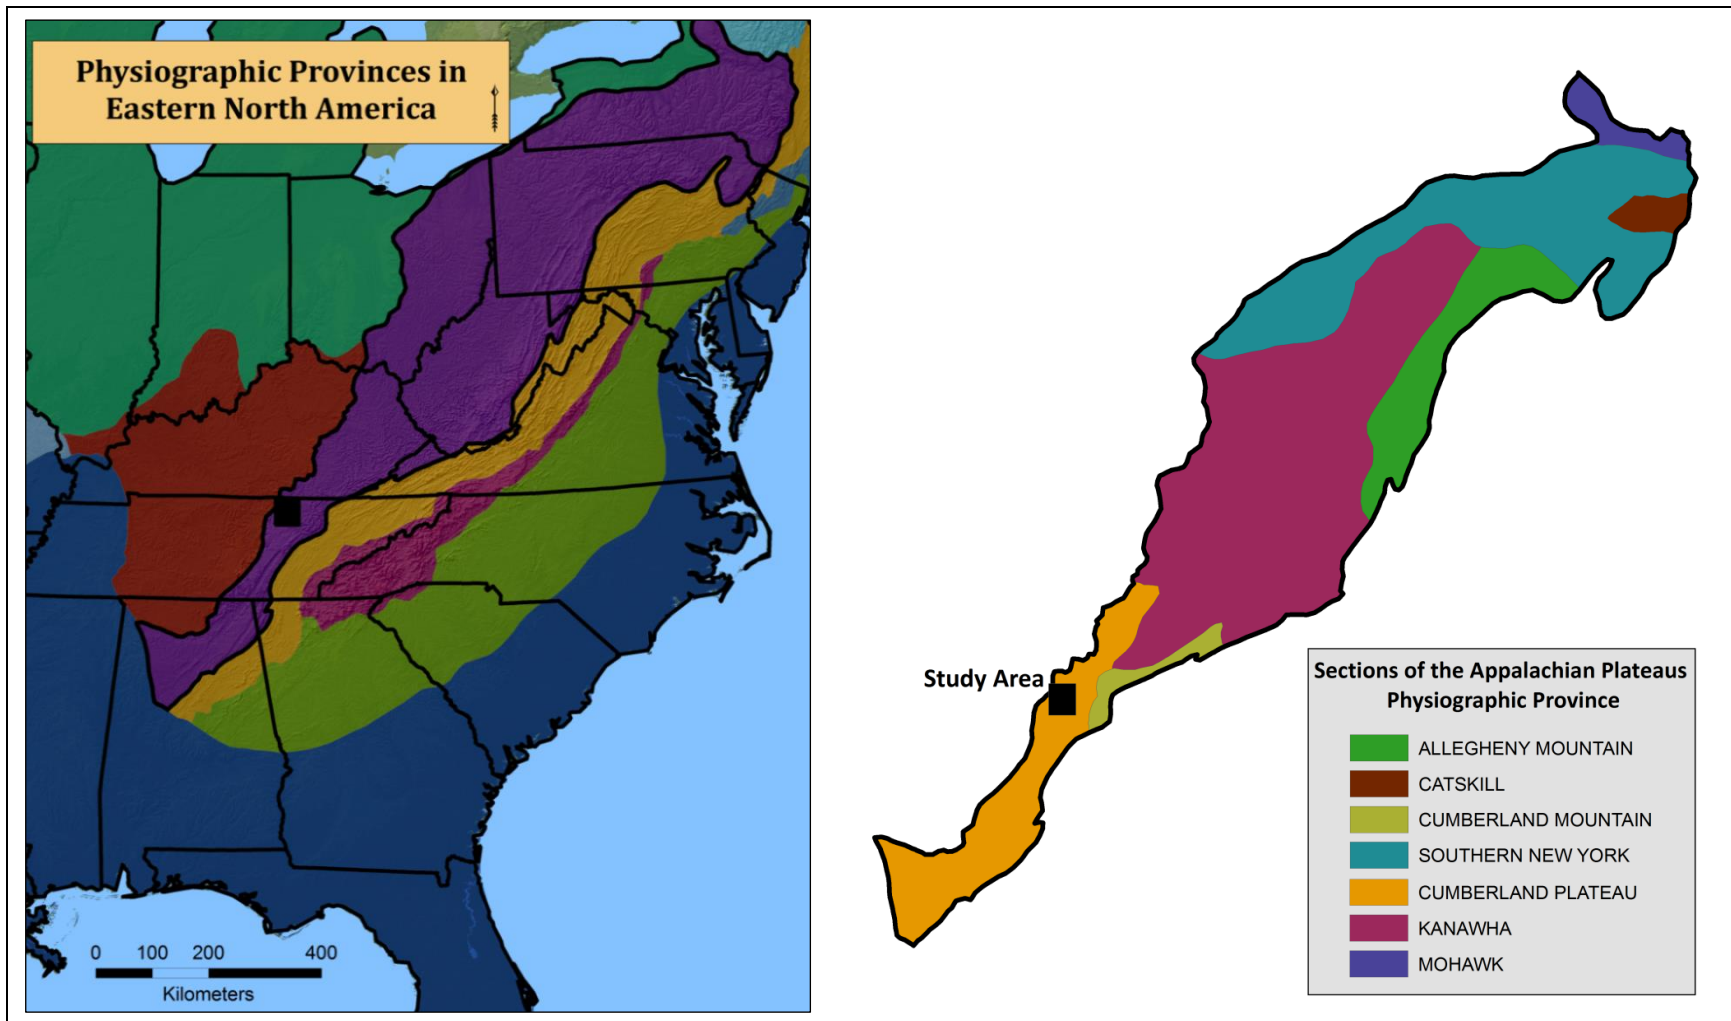 Physiographic Provinces in
Eastern North America
0 100 200 400
Kilometers
Study Area
Sections of the Appalachian Plateaus
Physiographic Province
ALLEGHENY MOUNTAIN
CATSKILL
CUMBERLAND MOUNTAIN
SOUTHERN NEW YORK
CUMBERLAND PLATEAU
KANAWHA
MOHAWK